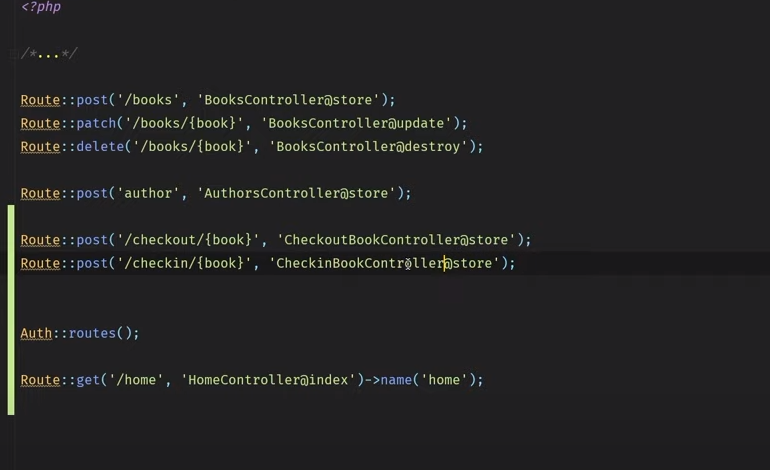 <?php
/*...*/
Route::post('/books', 'BooksController@store');
Route::patch('/books/{book}', 'BooksController@update');
Route::delete('/books/{book}', 'BooksController@destroy');
Route::post('author', 'AuthorsController@store');
Route::post('/checkout/{book}', 'CheckoutBookController@store');
Route::post('/checkin/{book}', 'CheckinBookController@store');
Auth::routes();
Route::get('/home', 'HomeController@index')->name('home');